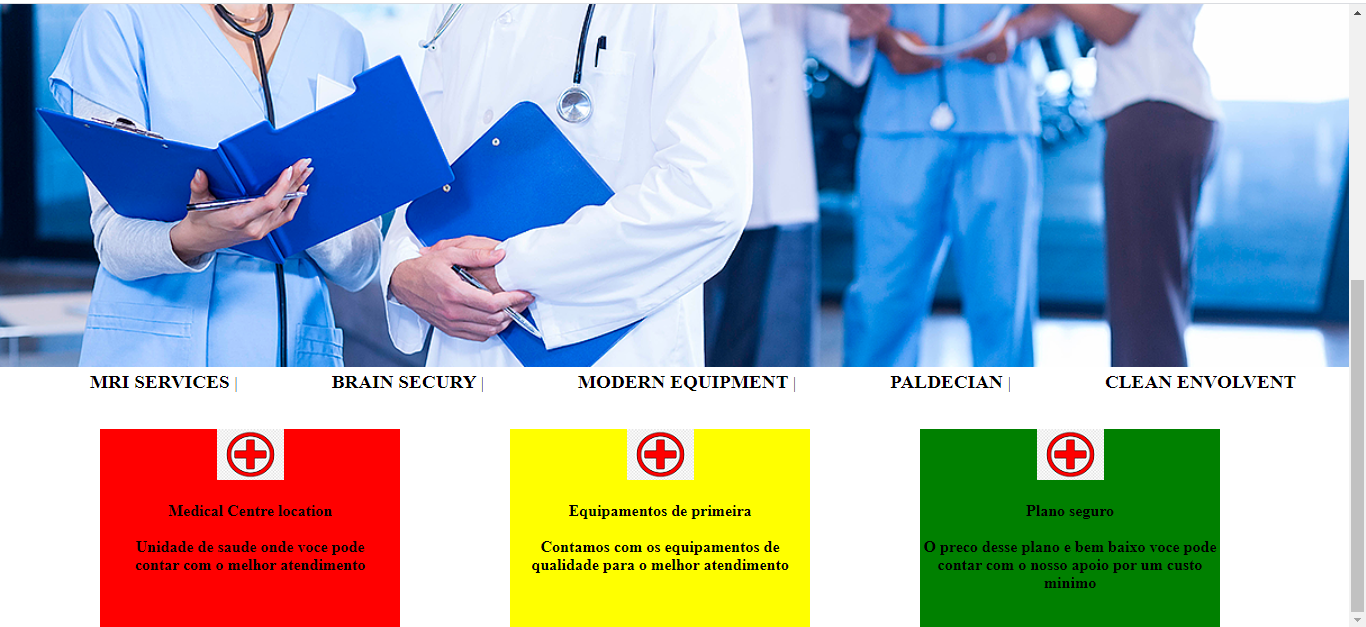 MRI SERVICES | BRAIN SECURY | MODERN EQUIPMENT | PALDECIAN | CLEAN ENVOLVENT
Medical Centre location
Unidade de saude onde voce pode
contar com o melhor atendimento
Equipamentos de primeira
Contamos com os equipamentos de
qualidade para o melhor atendimento
Plano seguro
O preco desse plano e bem baixo voce pode
contar com o nosso apoio por um custo
minimo